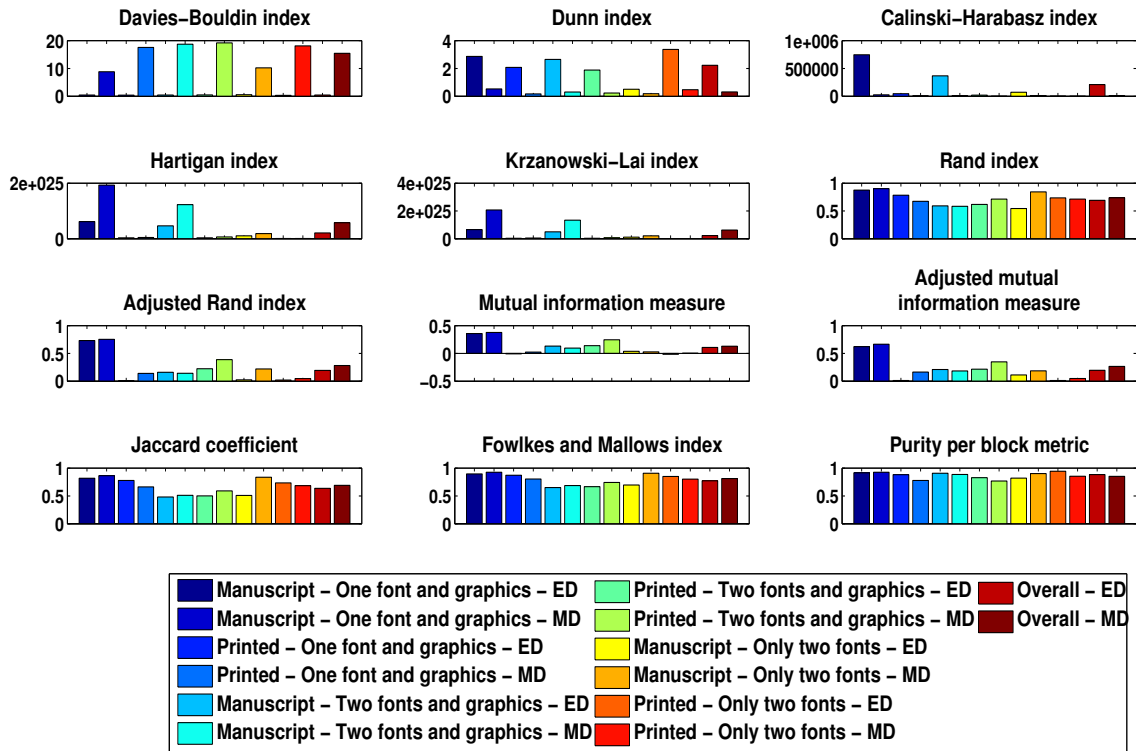 Davies−Bouldin index
20
10
0
Dunn index
4
2
0
Calinski−Harabasz index
1e+006
500000
0
Hartigan index
2e+025
0
Krzanowski−Lai index
4e+025
2e+025
0
Rand index
1
0.5
0
Adjusted Rand index
1
0.5
0
Mutual information measure
0.5
0
−0.5
Adjusted mutual
information measure
1
0.5
0
Jaccard coefficient
1
0.5
0
Fowlkes and Mallows index
1
0.5
0
Purity per block metric
1
0.5
0
Manuscript − One font and graphics − ED
Manuscript − One font and graphics − MD
Printed − One font and graphics − ED
Printed − One font and graphics − MD
Manuscript − Two fonts and graphics − ED
Manuscript − Two fonts and graphics − MD
Printed − Two fonts and graphics − ED
Printed − Two fonts and graphics − MD
Manuscript − Only two fonts − ED
Manuscript − Only two fonts − MD
Printed − Only two fonts − ED
Printed − Only two fonts − MD
Overall − ED
Overall − MD